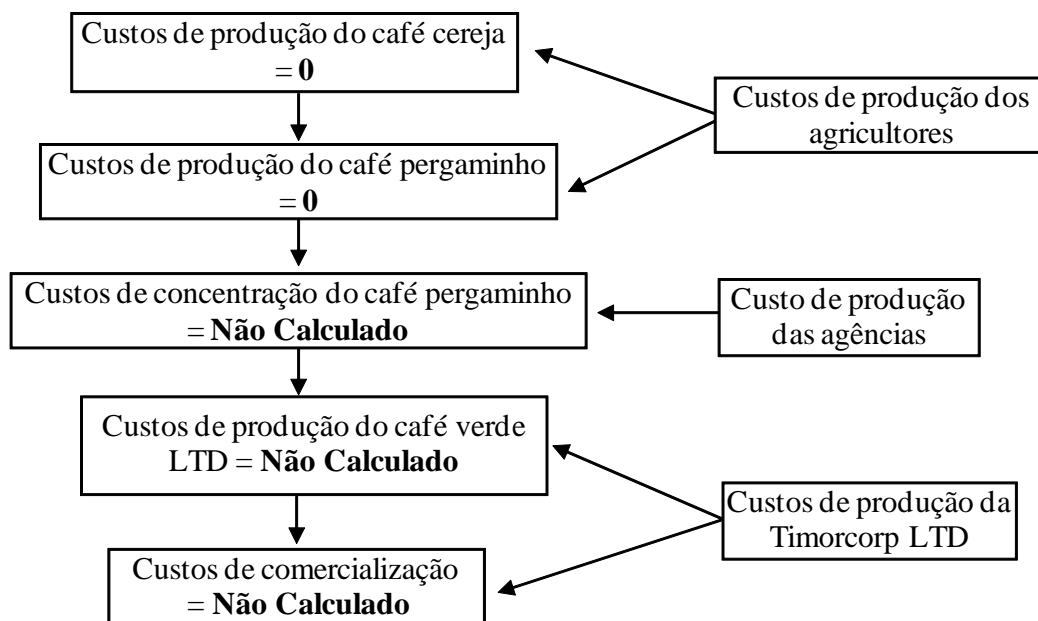 Custos de produção do café cereja
= 0
Custos de produção dos
agricultores
Custos de produção do café pergaminho
= 0
Custos de concentração do café pergaminho
= Não Calculado
Custo de produção
das agências
Custos de produção do café verde
LTD = Não Calculado
Custos de produção da
Timorcorp LTD
Custos de comercialização
= Não Calculado